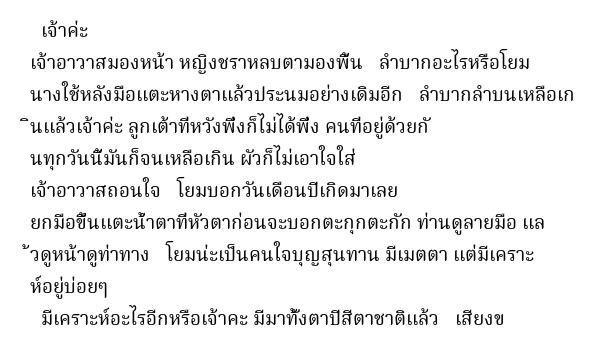 เจ้าค่ะ
เจ้าอาวาสมองหน้า หญิงชราหลบตามองพื้น ลำบากอะไรหรือโยม
นางใช้หลังมือแตะหางตาแล้วประนมอย่างเดิมอีก ลำบากลำบนเหลือเก
ินแล้วเจ้าค่ะ ลูกเต้าที่หวังพึ่งก็ไม่ได้พึ่ง คนที่อยู่ด้วยกั
นทุกวันนี้มันก็จนเหลือเกิน ผัวก็ไม่เอาใจใส่
เจ้าอาวาสถอนใจ โยมบอกวันเดือนปีเกิดมาเลย
ยกมือขึ้นแตะน้ำตาที่หัวตาก่อนจะบอกตะกุกตะกัก ท่านดูลายมือ แล
้วดูหน้าดูท่าทาง โยมน่ะเป็นคนใจบุญสุนทาน มีเมตตา แต่มีเคราะ
ห์อยู่บ่อยๆ
มีเคราะห์อะไรอีกหรือเจ้าคะ มีมาทั้งตาปีสีตาชาติแล้ว เสียงข